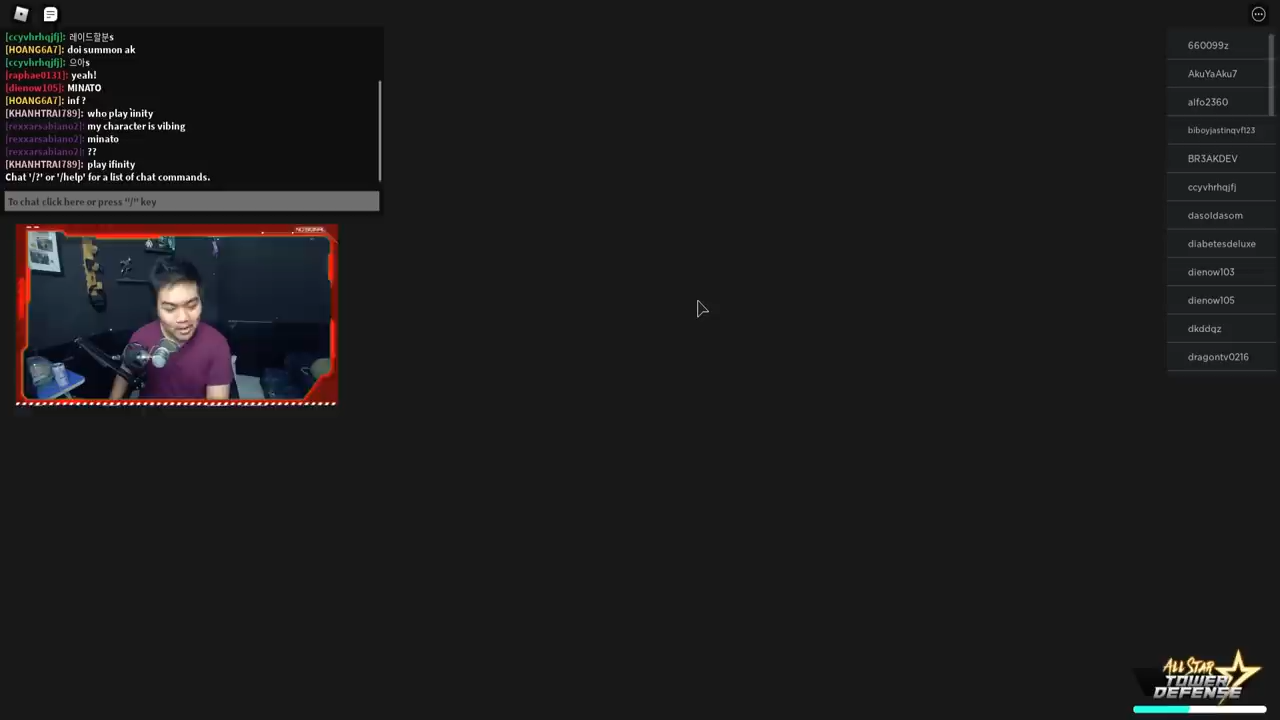 [ccyvhrhqjfj]: 레이드할분s
[HOANG6A7]: doi summon ak
[ccyvhrhqjfj]: 으아s
[raphae0131]: yeah!
[dienow105]: MINATO
[HOANG6A7]: inf ?
[KHANHTRAI789]: who play iinity
[rexxarsabiano2]: my character is vibing
[rexxarsabiano2]: minato
[rexxarsabiano2]: ??
[KHANHTRAI789]: play ifinity
Chat '/?' or '/help' for a list of chat commands.
To chat click here or press "/" key
660099z
AkuYaAku7
alfo2360
biboyjastinqvf123
BR3AKDEV
ccyvhrhqjfj
dasoldasom
diabetesdeluxe
dienow103
dienow105
dkddqz
dragontv0216
ALL STAR
TOWER
DEFENSE